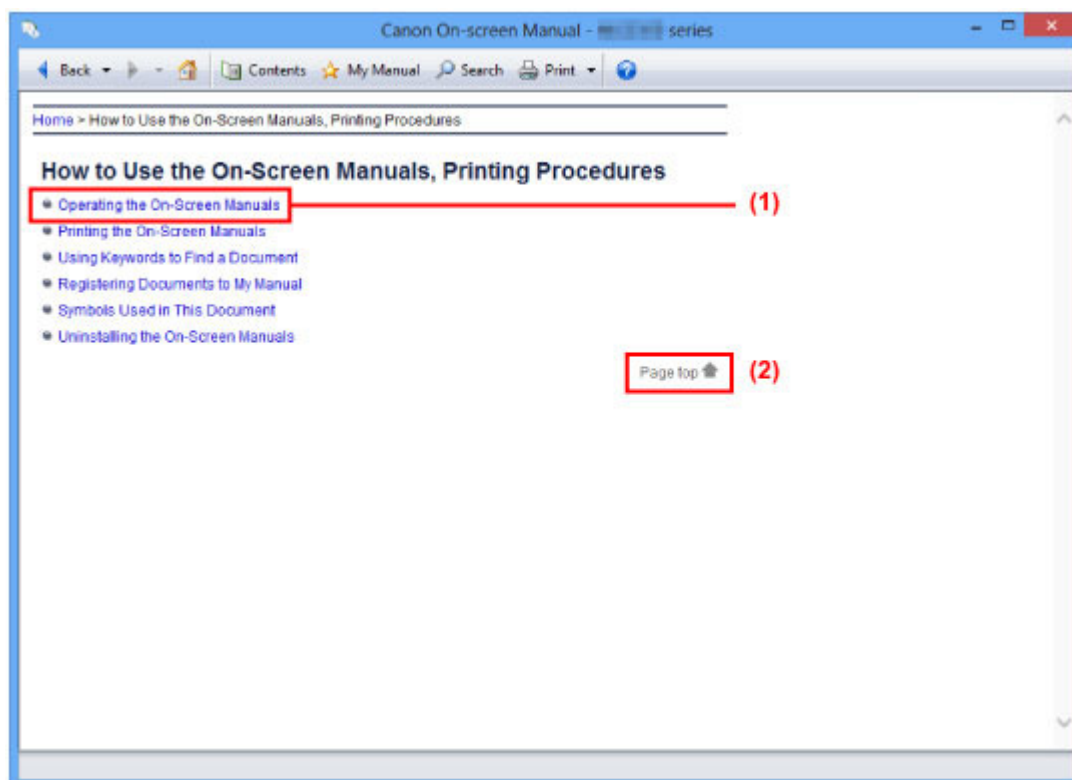 Canon On-screen Manual - series
Back Contents My Manual Search Print
Home > How to Use the On-Screen Manuals, Printing Procedures
How to Use the On-Screen Manuals, Printing Procedures
Operating the On-Screen Manuals (1)
Printing the On-Screen Manuals
Using Keywords to Find a Document
Registering Documents to My Manual
Symbols Used in This Document
Uninstalling the On-Screen Manuals
Page top (2)